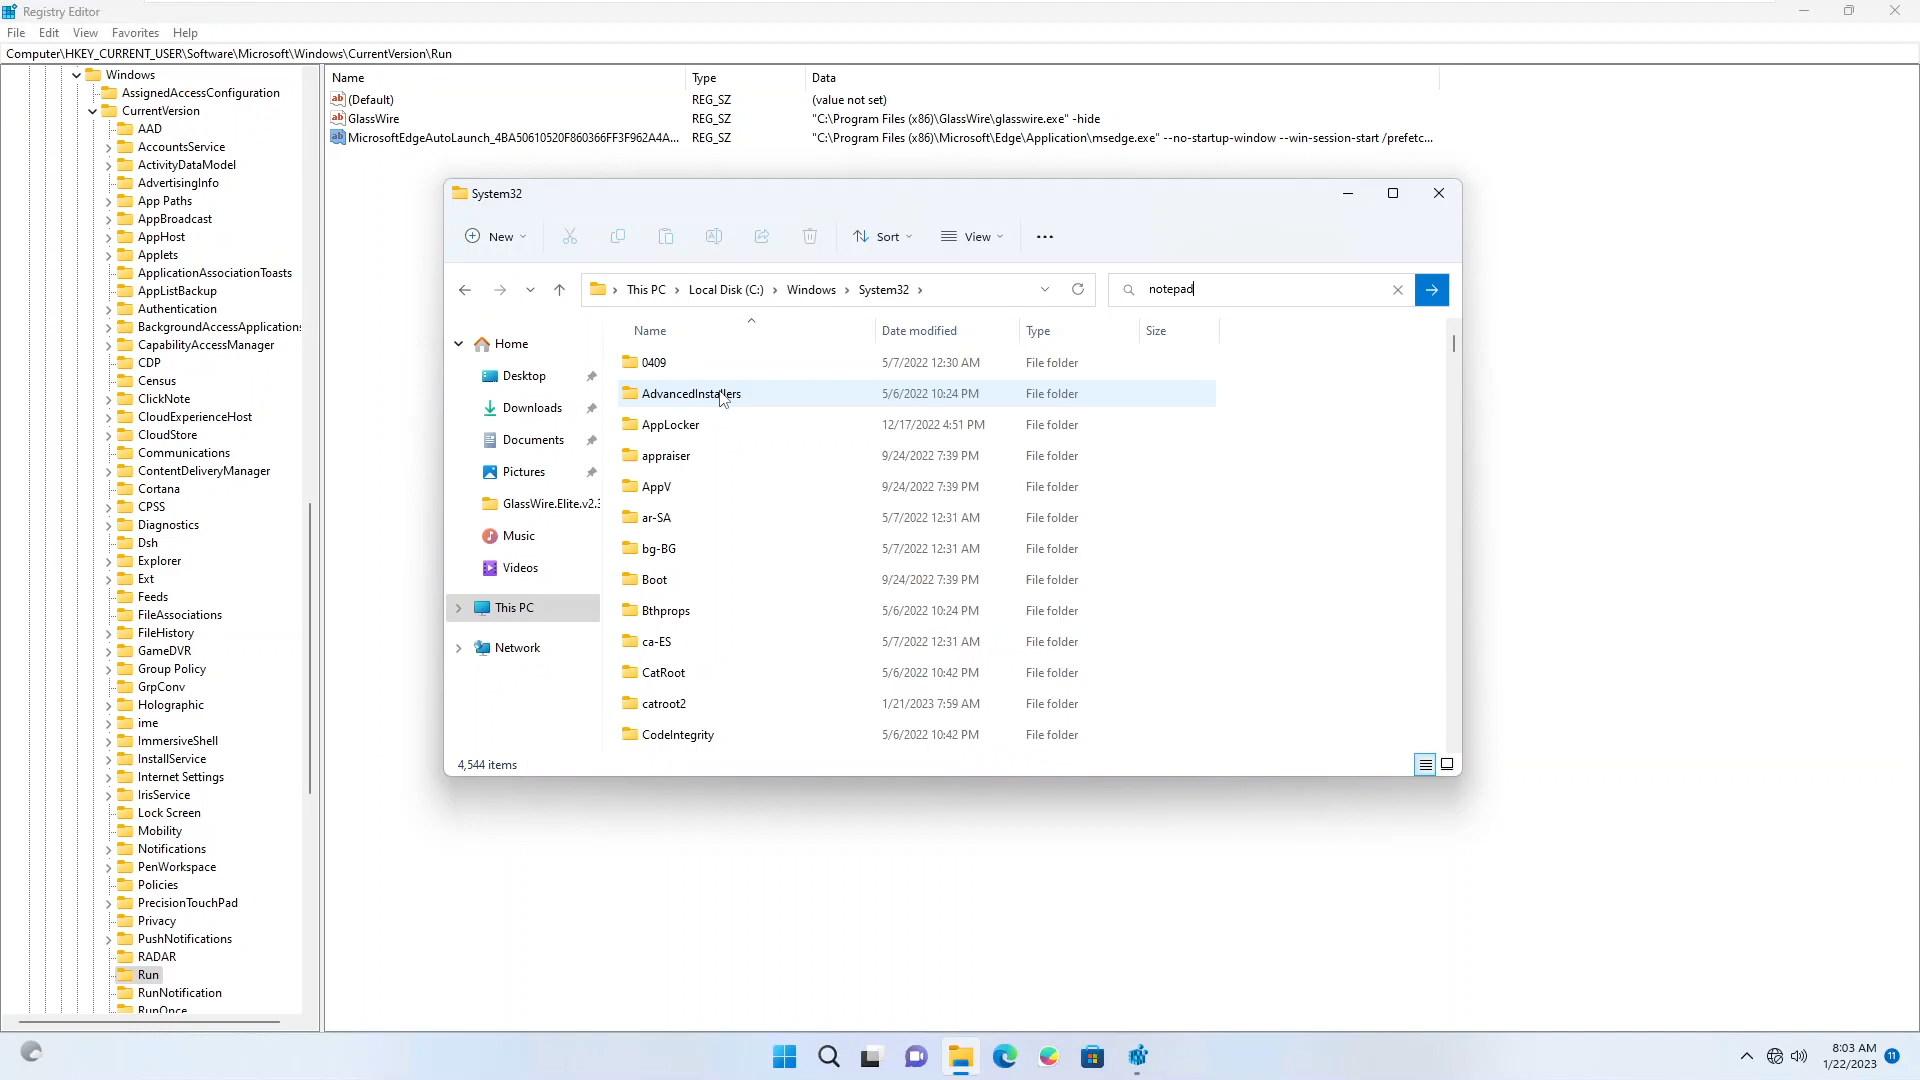 Registry Editor
File Edit View Favorites Help
Computer\HKEY_CURRENT_USER\Software\Microsoft\Windows\CurrentVersion\Run
Windows
AssignedAccessConfiguration
CurrentVersion
AAD
AccountsService
ActivityDataModel
AdvertisingInfo
App Paths
AppBroadcast
AppHost
Applets
ApplicationAssociationToasts
AppListBackup
Authentication
BackgroundAccessApplications
CapabilityAccessManager
CDP
Census
ClickNote
CloudExperienceHost
CloudStore
Communications
ContentDeliveryManager
Cortana
CPSS
Diagnostics
Dsh
Explorer
Ext
Feeds
FileAssociations
FileHistory
GameDVR
Group Policy
GrpConv
Holographic
ime
ImmersiveShell
InstallService
Internet Settings
IrisService
Lock Screen
Mobility
Notifications
PenWorkspace
Policies
PrecisionTouchPad
Privacy
PushNotifications
RADAR
Run
RunNotification
RunOnce
Name Type Data
(Default) REG_SZ (value not set)
GlassWire REG_SZ "C:\Program Files (x86)\GlassWire\glasswire.exe" -hide
MicrosoftEdgeAutoLaunch_4BA50610520F860366FF3F962A4A... REG_SZ "C:\Program Files (x86)\Microsoft\Edge\Application\msedge.exe" --no-startup-window --win-session-start /prefetc...
System32
New Sort View
This PC Local Disk (C:) Windows System32 notepad
Home
Desktop
Downloads
Documents
Pictures
GlassWire.Elite.v2.3
Music
Videos
This PC
Network
Name Date modified Type Size
0409 5/7/2022 12:30 AM File folder
AdvancedInstallers 5/6/2022 10:24 PM File folder
AppLocker 12/17/2022 4:51 PM File folder
appraiser 9/24/2022 7:39 PM File folder
AppV 9/24/2022 7:39 PM File folder
ar-SA 5/7/2022 12:31 AM File folder
bg-BG 5/7/2022 12:31 AM File folder
Boot 9/24/2022 7:39 PM File folder
Bthprops 5/6/2022 10:24 PM File folder
ca-ES 5/7/2022 12:31 AM File folder
CatRoot 5/6/2022 10:42 PM File folder
catroot2 1/21/2023 7:59 AM File folder
CodeIntegrity 5/6/2022 10:42 PM File folder
4,544 items
8:03 AM
1/22/2023
11